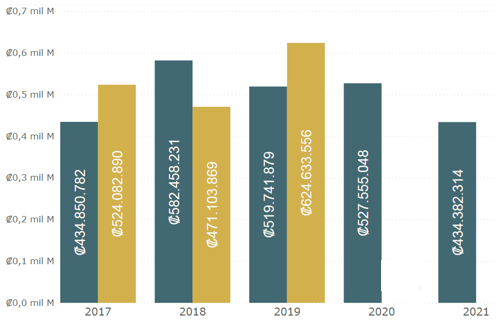 ₡0,7 mil M
₡0,6 mil M
₡0,5 mil M
₡0,4 mil M
₡0,3 mil M
₡0,2 mil M
₡0,1 mil M
₡0,0 mil M
₡434.850.782
₡524.082.890
₡582.458.231
₡471.103.869
₡519.741.879
₡624.633.556
₡527.555.048
₡434.382.314
2017
2018
2019
2020
2021